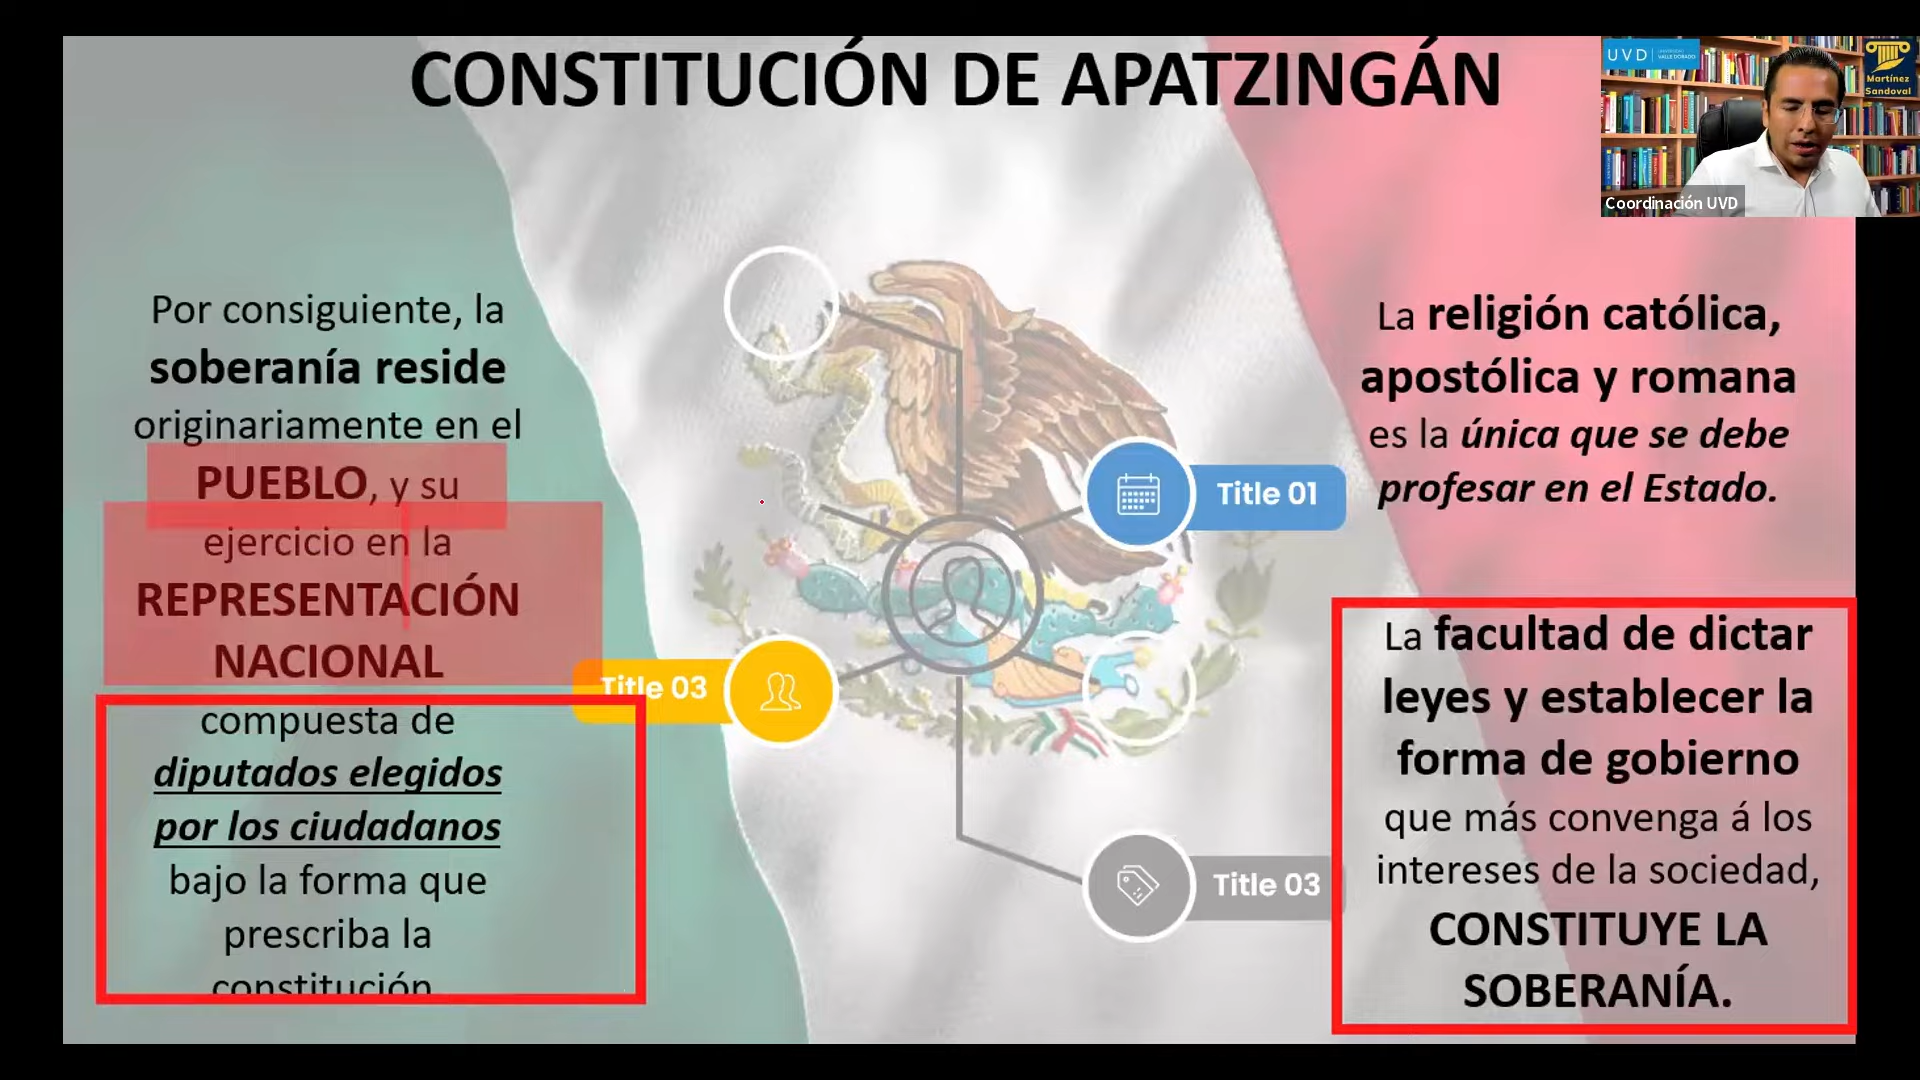 CONSTITUCIÓN DE APATZINGÁN
UVD
UNIVERSIDAD
VALLE DORADO
Martínez
Sandoval
Coordinación UVD
Por consiguiente, la
soberanía reside
originariamente en el
PUEBLO, y su
ejercicio en la
REPRESENTACIÓN
NACIONAL
compuesta de
diputados elegidos
por los ciudadanos
bajo la forma que
prescriba la
constitución
Title 01
Title 03
Title 03
La religión católica,
apostólica y romana
es la única que se debe
profesar en el Estado.
La facultad de dictar
leyes y establecer la
forma de gobierno
que más convenga á los
intereses de la sociedad,
CONSTITUYE LA
SOBERANÍA.